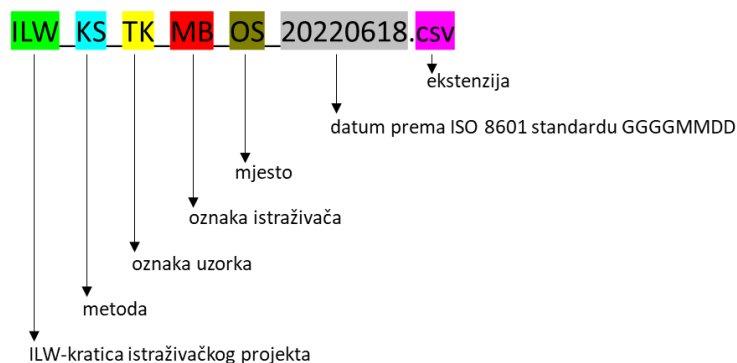 ILW_KS_TK_MB_OS_20220618.csv
ekstenzija
datum prema ISO 8601 standardu GGGGMMDD
mjesto
oznaka istraživača
oznaka uzorka
metoda
ILW-kratica istraživačkog projekta